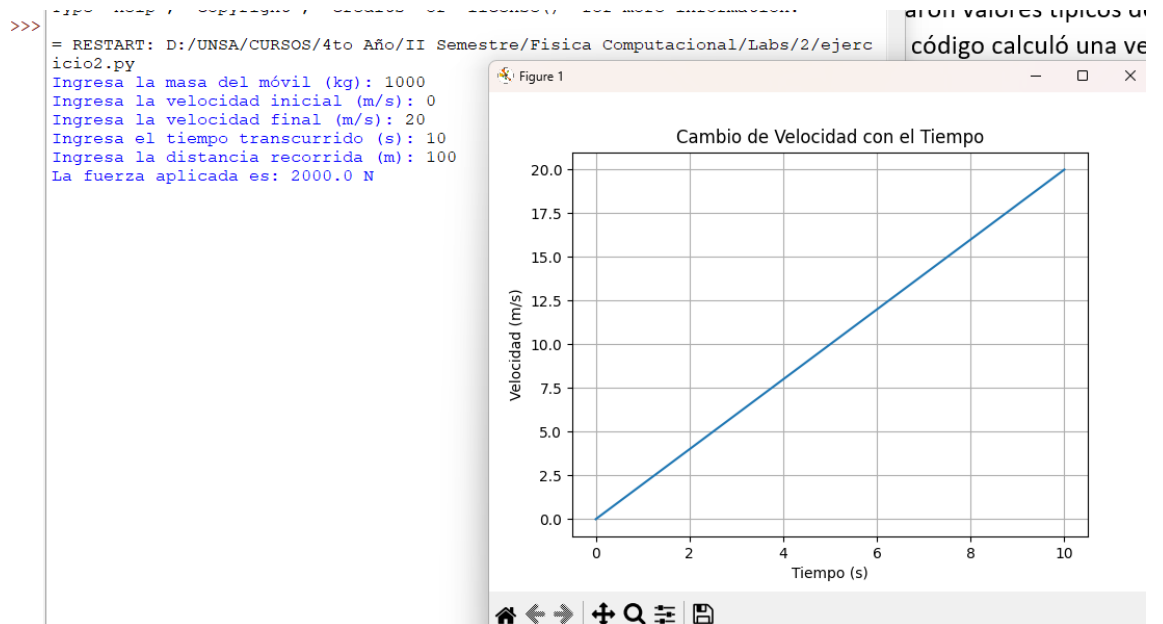 >>>
= RESTART: D:/UNSA/CURSOS/4to Año/II Semestre/Fisica Computacional/Labs/2/ejerc
icio2.py
Ingresa la masa del móvil (kg): 1000
Ingresa la velocidad inicial (m/s): 0
Ingresa la velocidad final (m/s): 20
Ingresa el tiempo transcurrido (s): 10
Ingresa la distancia recorrida (m): 100
La fuerza aplicada es: 2000.0 N
código calculó una ve
Figure 1
Cambio de Velocidad con el Tiempo
20.0
17.5
15.0
12.5
10.0
7.5
5.0
2.5
0.0
Velocidad (m/s)
0 2 4 6 8 10
Tiempo (s)